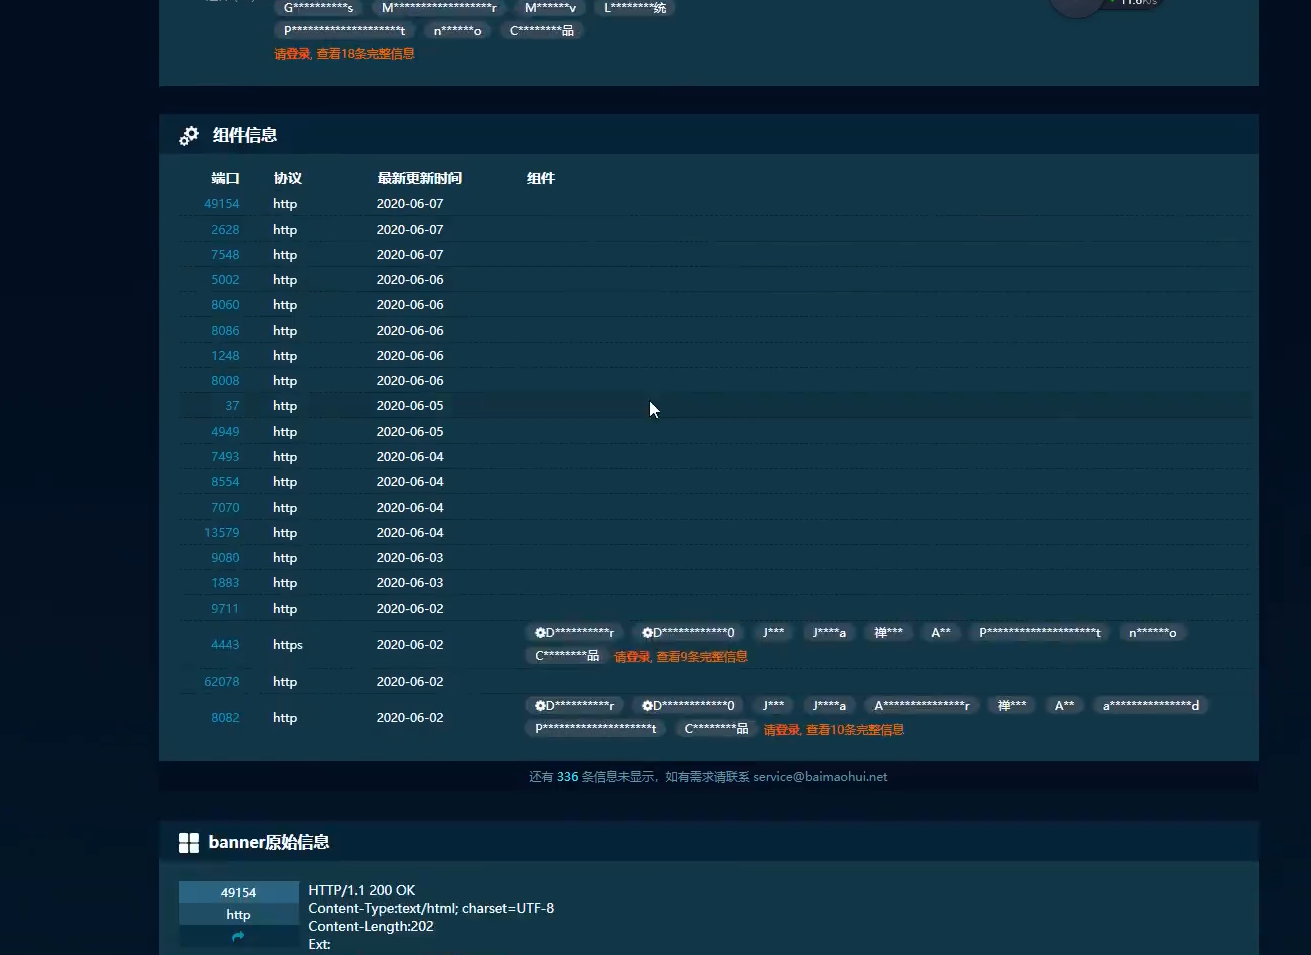 G**********s M******************r M******v L********统
P*********************t n******o C********品
请登录, 查看18条完整信息
11.6K/s
组件信息
端口 协议 最新更新时间 组件
49154 http 2020-06-07
2628 http 2020-06-07
7548 http 2020-06-07
5002 http 2020-06-06
8060 http 2020-06-06
8086 http 2020-06-06
1248 http 2020-06-06
8008 http 2020-06-06
37 http 2020-06-05
4949 http 2020-06-05
7493 http 2020-06-04
8554 http 2020-06-04
7070 http 2020-06-04
13579 http 2020-06-04
9080 http 2020-06-03
1883 http 2020-06-03
9711 http 2020-06-02
4443 https 2020-06-02 D**********r D************0 J*** J****a 禅*** A** P*********************t n******o
C********品 请登录, 查看9条完整信息
62078 http 2020-06-02
8082 http 2020-06-02 D**********r D************0 J*** J****a A***************r 禅*** A** a***************d
P*********************t C********品 请登录, 查看10条完整信息
还有 336 条信息未显示，如有需求请联系 service@baimaohui.net
banner原始信息
49154 HTTP/1.1 200 OK
http Content-Type:text/html; charset=UTF-8
Content-Length:202
Ext: